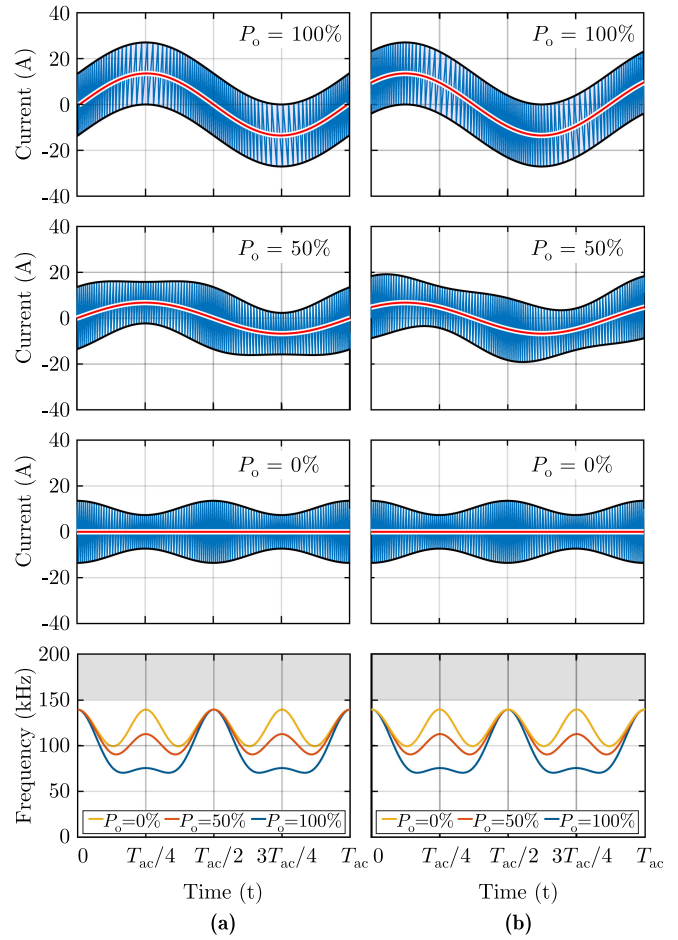 40
20
0
-20
-40
Current (A)
P_o = 100%
P_o = 100%
40
20
0
-20
-40
Current (A)
P_o = 50%
P_o = 50%
40
20
0
-20
-40
Current (A)
P_o = 0%
P_o = 0%
200
150
100
50
0
Frequency (kHz)
P_o=0% P_o=50% P_o=100%
P_o=0% P_o=50% P_o=100%
0 T_ac/4 T_ac/2 3T_ac/4 T_ac
0 T_ac/4 T_ac/2 3T_ac/4 T_ac
Time (t)
Time (t)
(a)
(b)